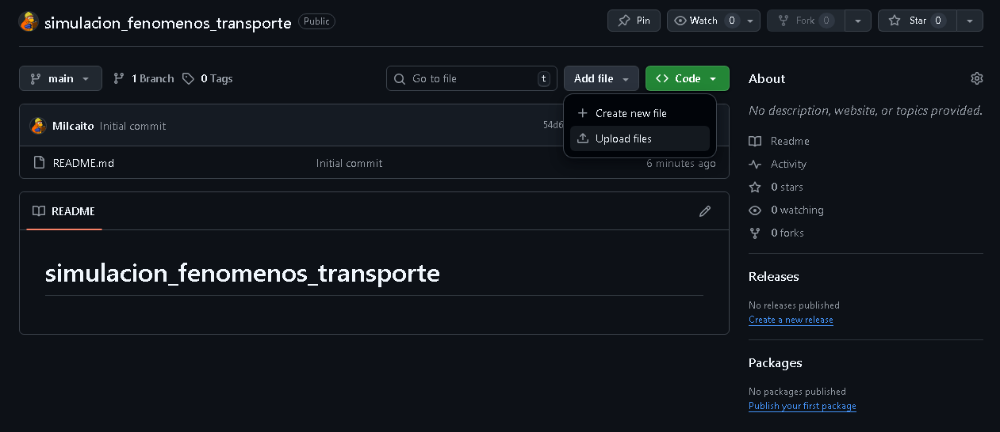 simulacion_fenomenos_transporte Public Pin Watch 0 Fork 0 Star 0
main 1 Branch 0 Tags Go to file t Add file Code
Create new file
Upload files
Milcaito Initial commit 54d6
README.md Initial commit 6 minutes ago
README
simulacion_fenomenos_transporte
About
No description, website, or topics provided.
Readme
Activity
0 stars
0 watching
0 forks
Releases
No releases published
Create a new release
Packages
No packages published
Publish your first package